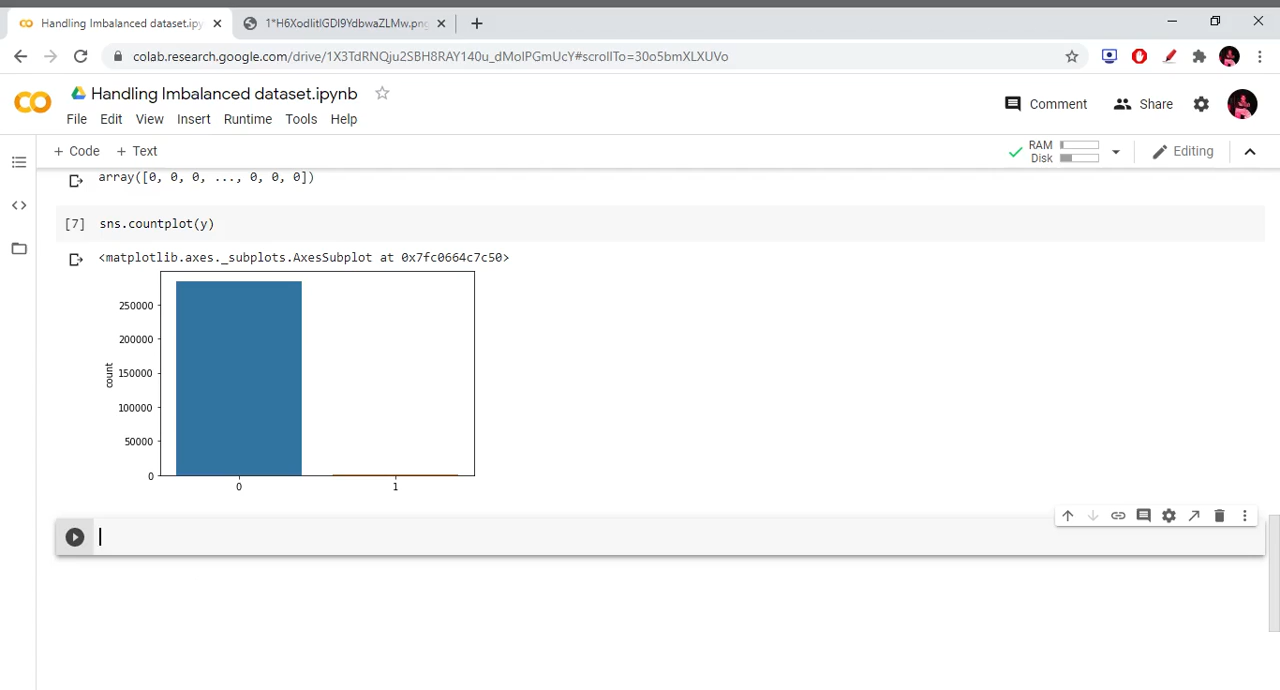 Handling Imbalanced dataset.ipy
1*H6XodlitlGDl9YdbwaZLMw.png
colab.research.google.com/drive/1X3TdRNQju2SBH8RAY140u_dMoIPGmUcY#scrollTo=30o5bmXLXUVo
Handling Imbalanced dataset.ipynb
Comment
Share
File Edit View Insert Runtime Tools Help
+ Code + Text
RAM
Disk
Editing
array([0, 0, 0, ..., 0, 0, 0])
[7] sns.countplot(y)
<matplotlib.axes._subplots.AxesSubplot at 0x7fc0664c7c50>
250000
200000
150000
100000
50000
0
count
0 1